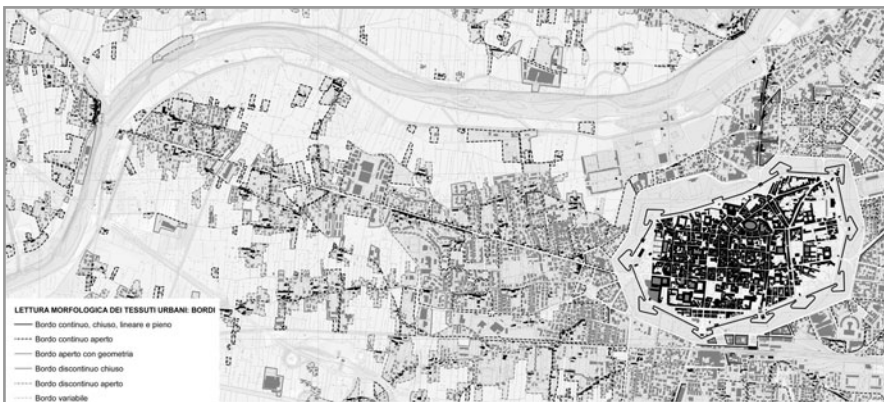 LETTURA MORFOLOGICA DEI TESSUTI URBANI: BORDI
Bordo continuo, chiuso, lineare e pieno
Bordo continuo aperto
Bordo aperto con geometria
Bordo discontinuo chiuso
Bordo discontinuo aperto
Bordo variabile